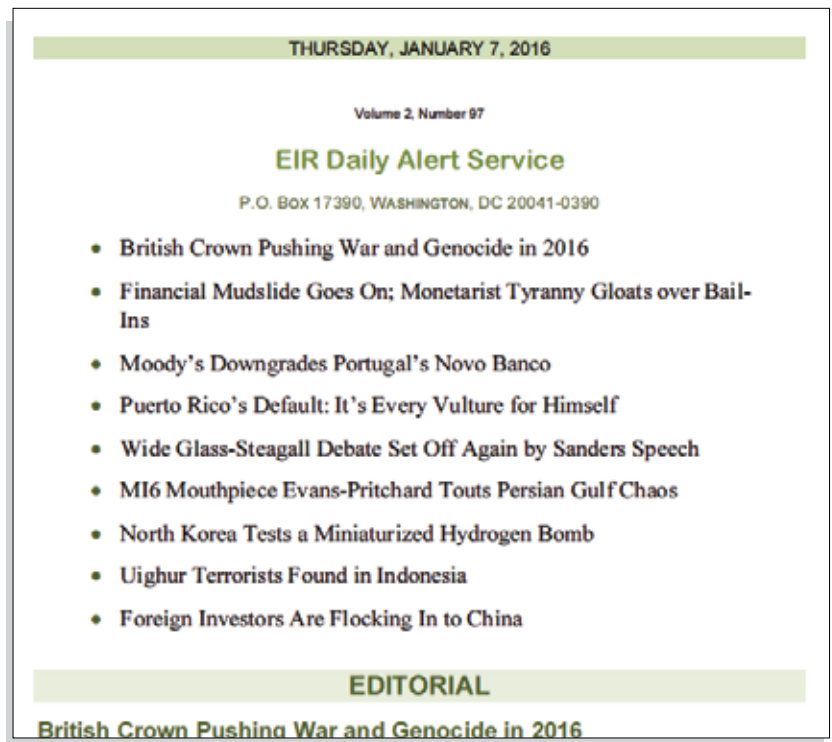 THURSDAY, JANUARY 7, 2016
Volume 2, Number 97
EIR Daily Alert Service
P.O. BOX 17390, WASHINGTON, DC 20041-0390
• British Crown Pushing War and Genocide in 2016
• Financial Mudslide Goes On; Monetarist Tyranny Gloats over Bail-
Ins
• Moody's Downgrades Portugal's Novo Banco
• Puerto Rico's Default: It's Every Vulture for Himself
• Wide Glass-Steagall Debate Set Off Again by Sanders Speech
• MI6 Mouthpiece Evans-Pritchard Touts Persian Gulf Chaos
• North Korea Tests a Miniaturized Hydrogen Bomb
• Uighur Terrorists Found in Indonesia
• Foreign Investors Are Flocking In to China
EDITORIAL
British Crown Pushing War and Genocide in 2016